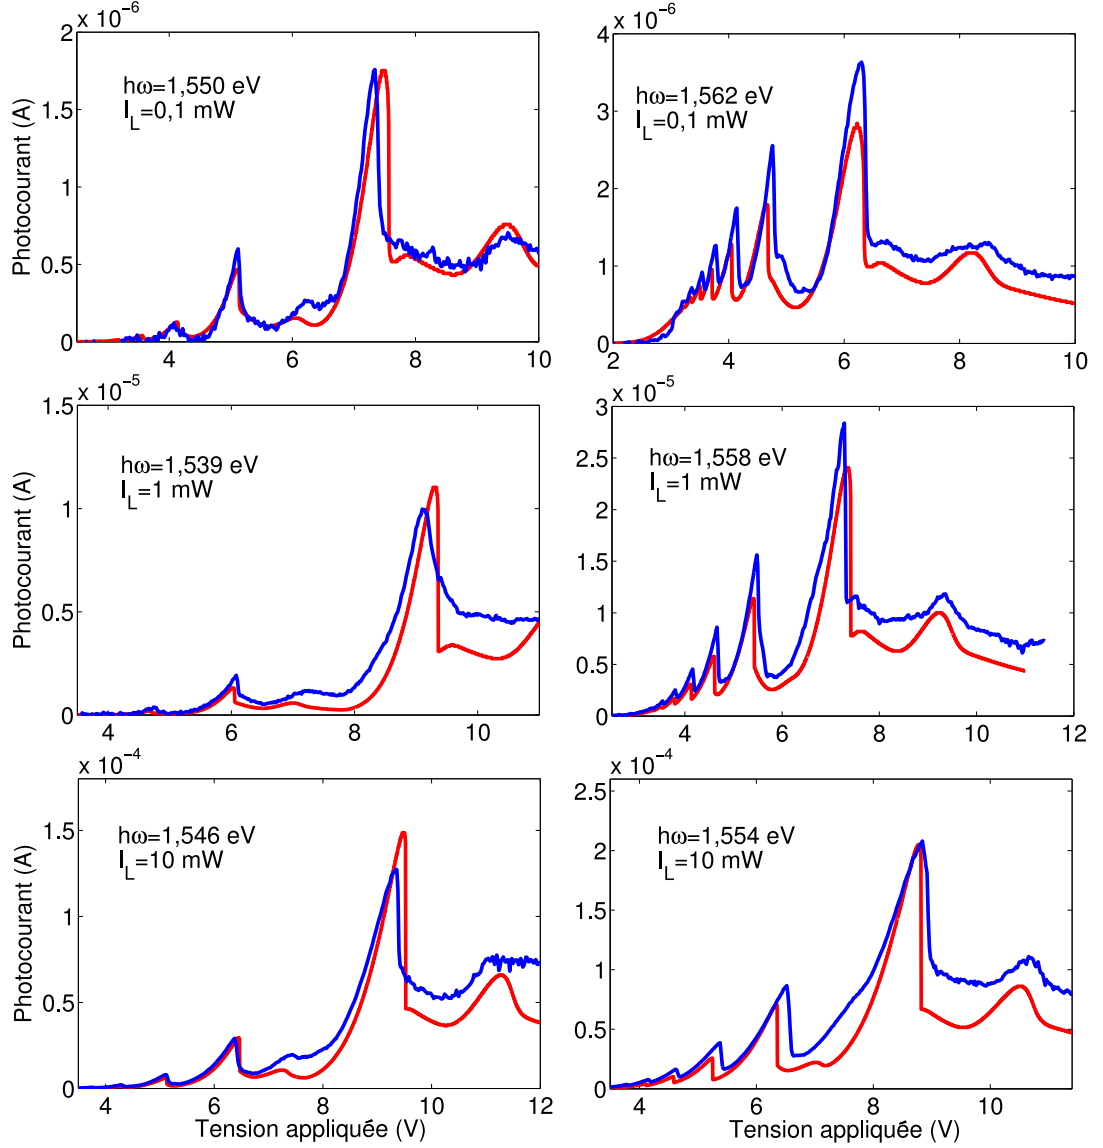 x 10⁻⁶
2
1.5
1
0.5
0
4
6
8
10
Photocourant (A)
hω=1,550 eV
I_L=0,1 mW
x 10⁻⁶
4
3
2
1
0
2
4
6
8
10
hω=1,562 eV
I_L=0,1 mW
x 10⁻⁵
1.5
1
0.5
0
4
6
8
10
Photocourant (A)
hω=1,539 eV
I_L=1 mW
x 10⁻⁵
3
2.5
2
1.5
1
0.5
0
4
6
8
10
12
hω=1,558 eV
I_L=1 mW
x 10⁻⁴
1.5
1
0.5
0
4
6
8
10
12
Photocourant (A)
Tension appliquée (V)
hω=1,546 eV
I_L=10 mW
x 10⁻⁴
2.5
2
1.5
1
0.5
0
4
6
8
10
Tension appliquée (V)
hω=1,554 eV
I_L=10 mW